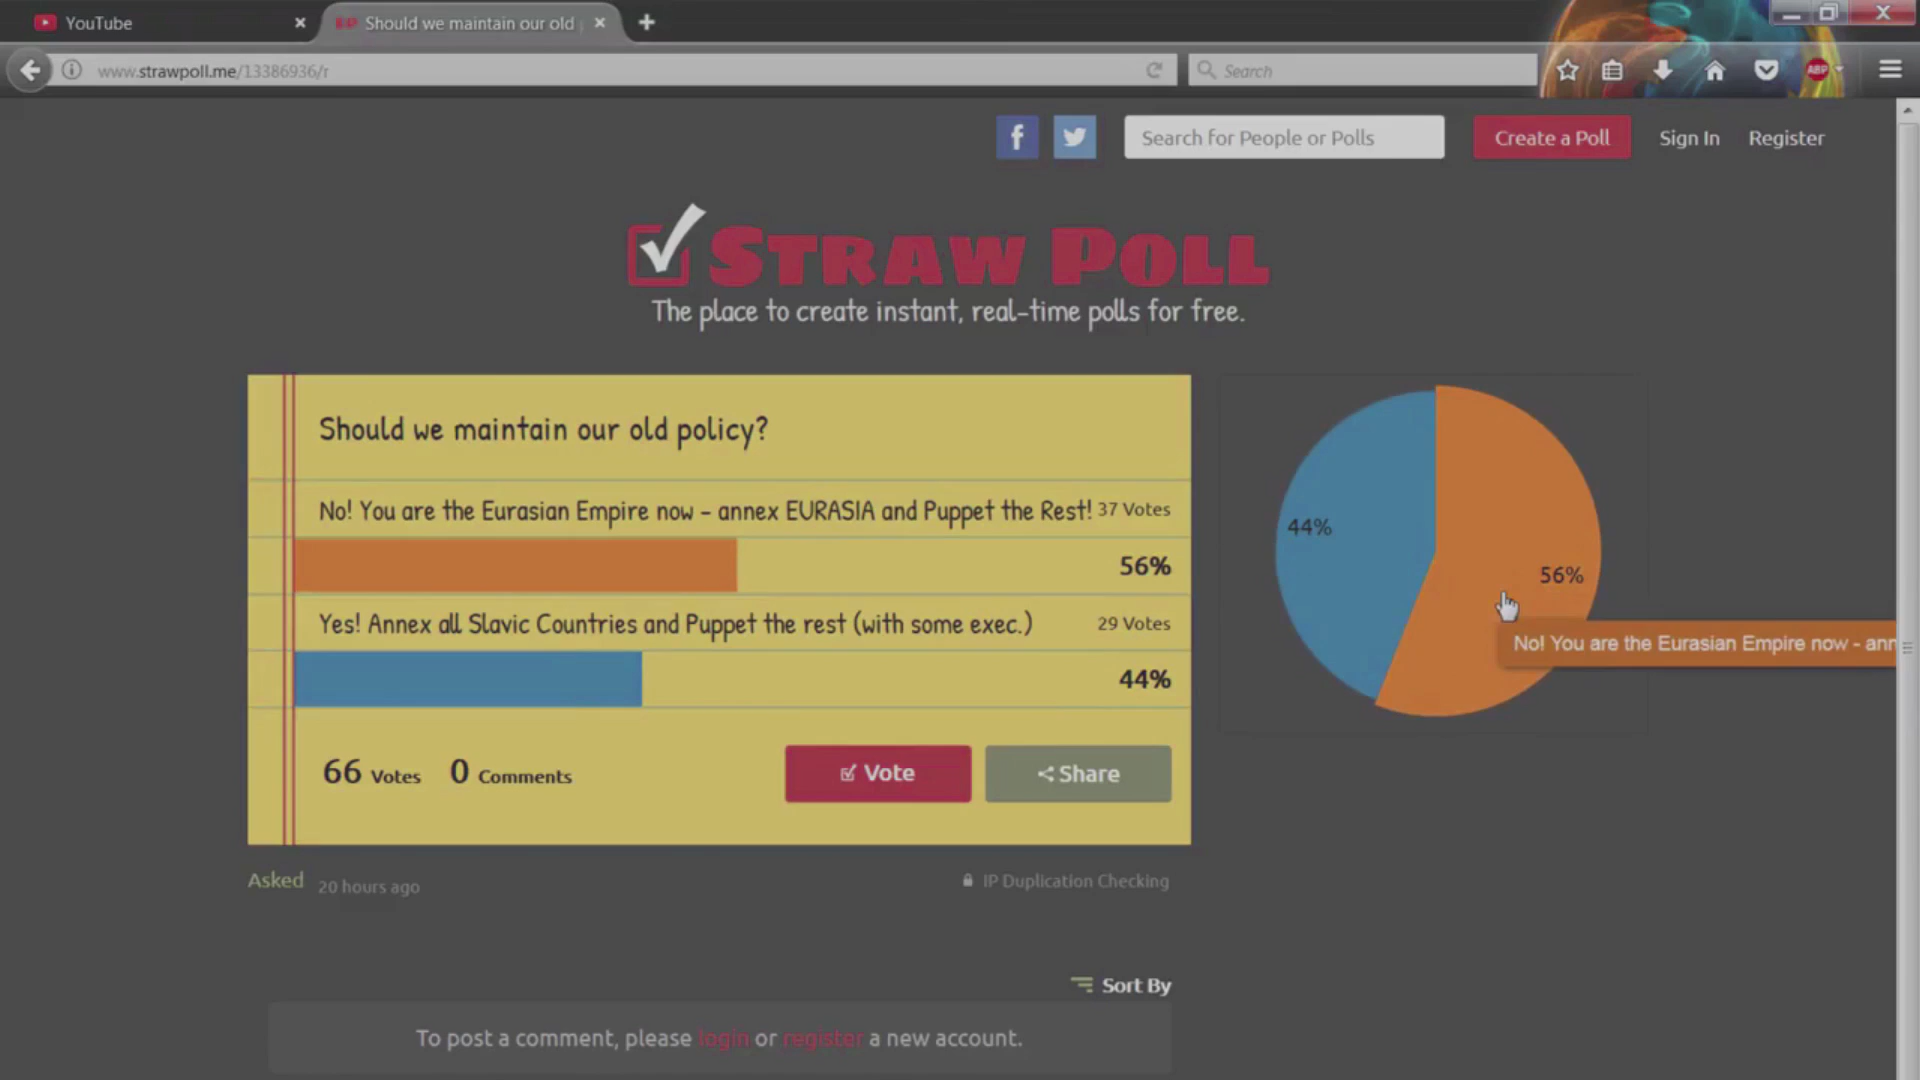 YouTube
Should we maintain our old
www.strawpoll.me/13386936/r
Search
ABP
Search for People or Polls
Create a Poll
Sign In
Register
STRAW POLL
The place to create instant, real-time polls for free.
Should we maintain our old policy?
No! You are the Eurasian Empire now - annex EURASIA and Puppet the Rest! 37 Votes
56%
Yes! Annex all Slavic Countries and Puppet the rest (with some exec.) 29 Votes
44%
44%
56%
No! You are the Eurasian Empire now - ann
66 Votes 0 Comments
Vote
Share
Asked 20 hours ago
IP Duplication Checking
Sort By
To post a comment, please login or register a new account.